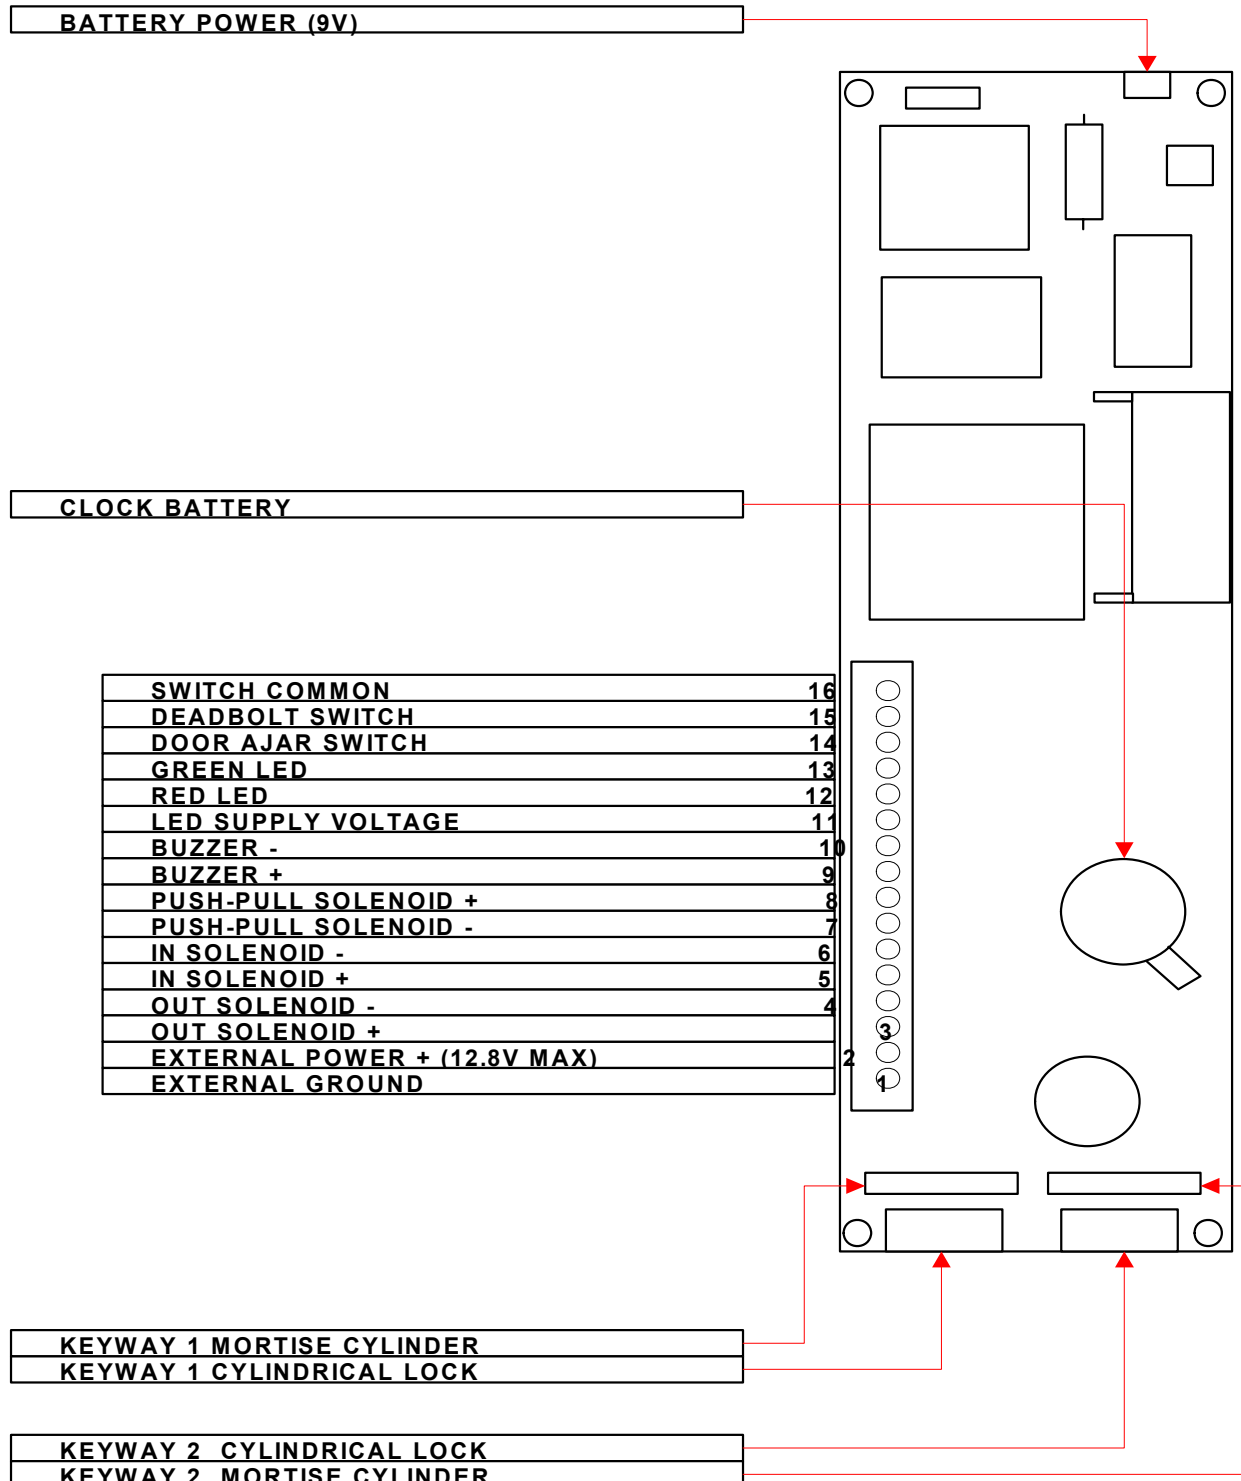 BATTERY POWER (9V)
CLOCK BATTERY
SWITCH COMMON 16
DEADBOLT SWITCH 15
DOOR AJAR SWITCH 14
GREEN LED 13
RED LED 12
LED SUPPLY VOLTAGE 11
BUZZER - 10
BUZZER + 9
PUSH-PULL SOLENOID + 8
PUSH-PULL SOLENOID - 7
IN SOLENOID - 6
IN SOLENOID + 5
OUT SOLENOID - 4
OUT SOLENOID + 3
EXTERNAL POWER + (12.8V MAX) 2
EXTERNAL GROUND 1
KEYWAY 1 MORTISE CYLINDER
KEYWAY 1 CYLINDRICAL LOCK
KEYWAY 2 CYLINDRICAL LOCK
KEYWAY 2 MORTISE CYLINDER